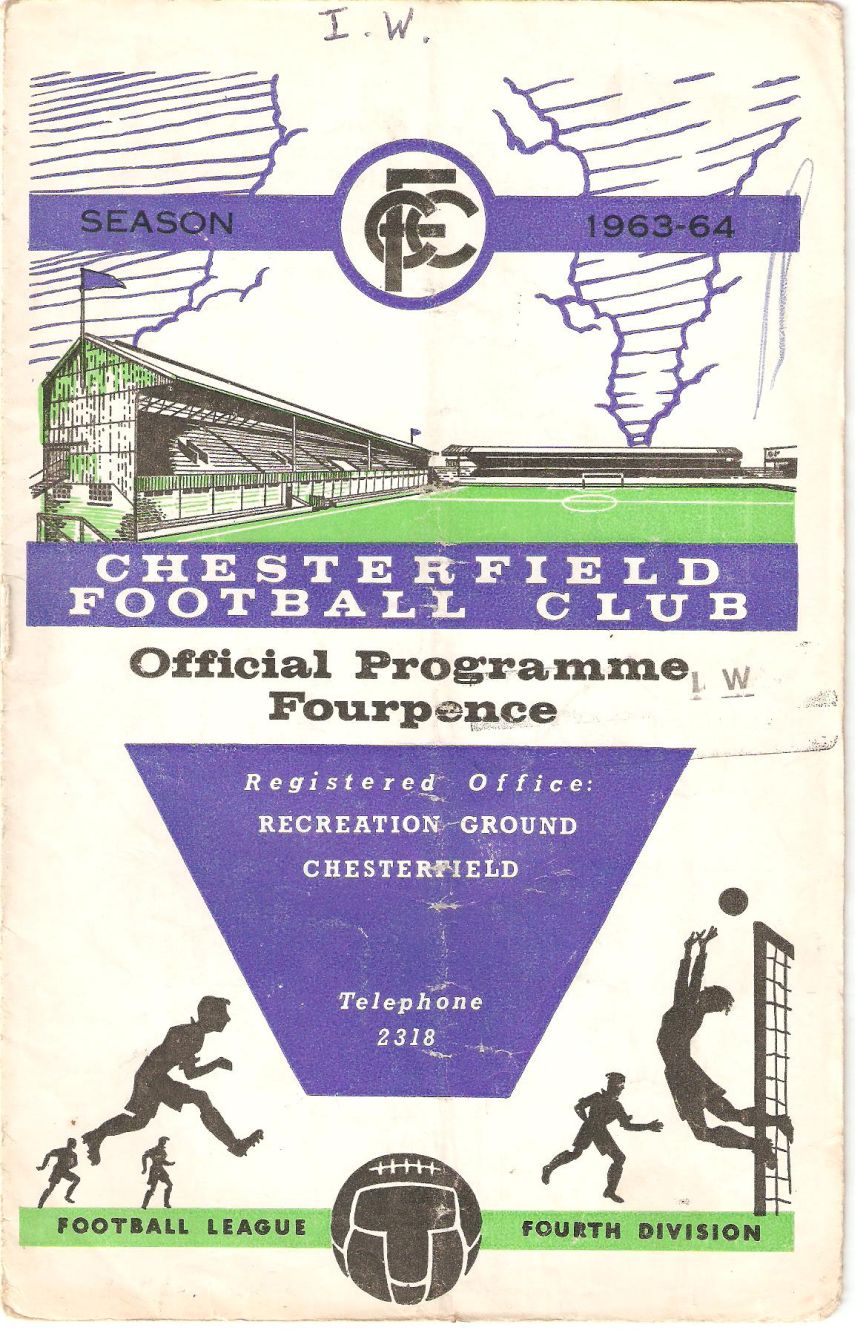 I. W.
SEASON
1963-64
CFC
CHESTERFIELD
FOOTBALL CLUB
Official Programme
Fourpence
I W
Registered Office:
RECREATION GROUND
CHESTERFIELD
Telephone
2318
FOOTBALL LEAGUE
FOURTH DIVISION